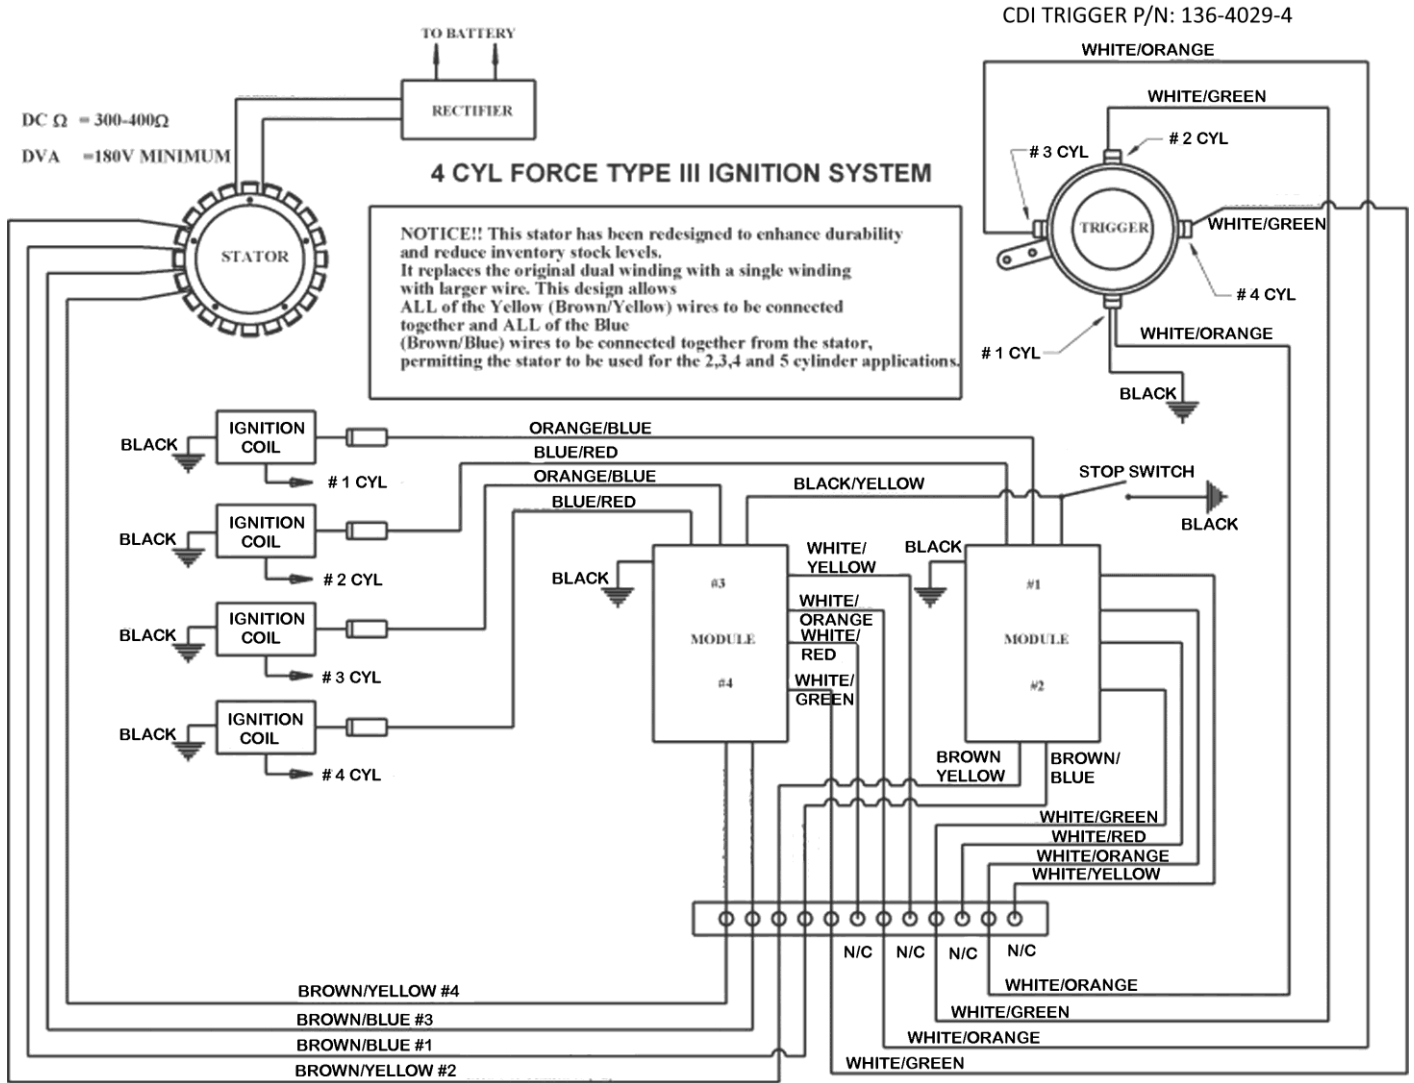 CDI TRIGGER P/N: 136-4029-4
TO BATTERY
WHITE/ORANGE
RECTIFIER
WHITE/GREEN
DC Ω = 300-400Ω
DVA =180V MINIMUM
# 3 CYL
# 2 CYL
4 CYL FORCE TYPE III IGNITION SYSTEM
STATOR
TRIGGER
WHITE/GREEN
NOTICE!! This stator has been redesigned to enhance durability
and reduce inventory stock levels.
It replaces the original dual winding with a single winding
with larger wire. This design allows
ALL of the Yellow (Brown/Yellow) wires to be connected
together and ALL of the Blue
(Brown/Blue) wires to be connected together from the stator,
permitting the stator to be used for the 2,3,4 and 5 cylinder applications.
# 4 CYL
# 1 CYL
WHITE/ORANGE
BLACK
IGNITION
COIL
BLACK
# 1 CYL
ORANGE/BLUE
BLUE/RED
ORANGE/BLUE
BLUE/RED
BLACK/YELLOW
STOP SWITCH
BLACK
IGNITION
COIL
BLACK
# 2 CYL
BLACK
#3
MODULE
#4
WHITE/
YELLOW
WHITE/
ORANGE
WHITE/
RED
WHITE/
GREEN
BLACK
#1
MODULE
#2
IGNITION
COIL
BLACK
# 3 CYL
IGNITION
COIL
BLACK
# 4 CYL
BROWN
YELLOW
BROWN/
BLUE
WHITE/GREEN
WHITE/RED
WHITE/ORANGE
WHITE/YELLOW
N/C
N/C
N/C
N/C
BROWN/YELLOW #4
WHITE/ORANGE
BROWN/BLUE #3
WHITE/GREEN
BROWN/BLUE #1
WHITE/ORANGE
BROWN/YELLOW #2
WHITE/GREEN